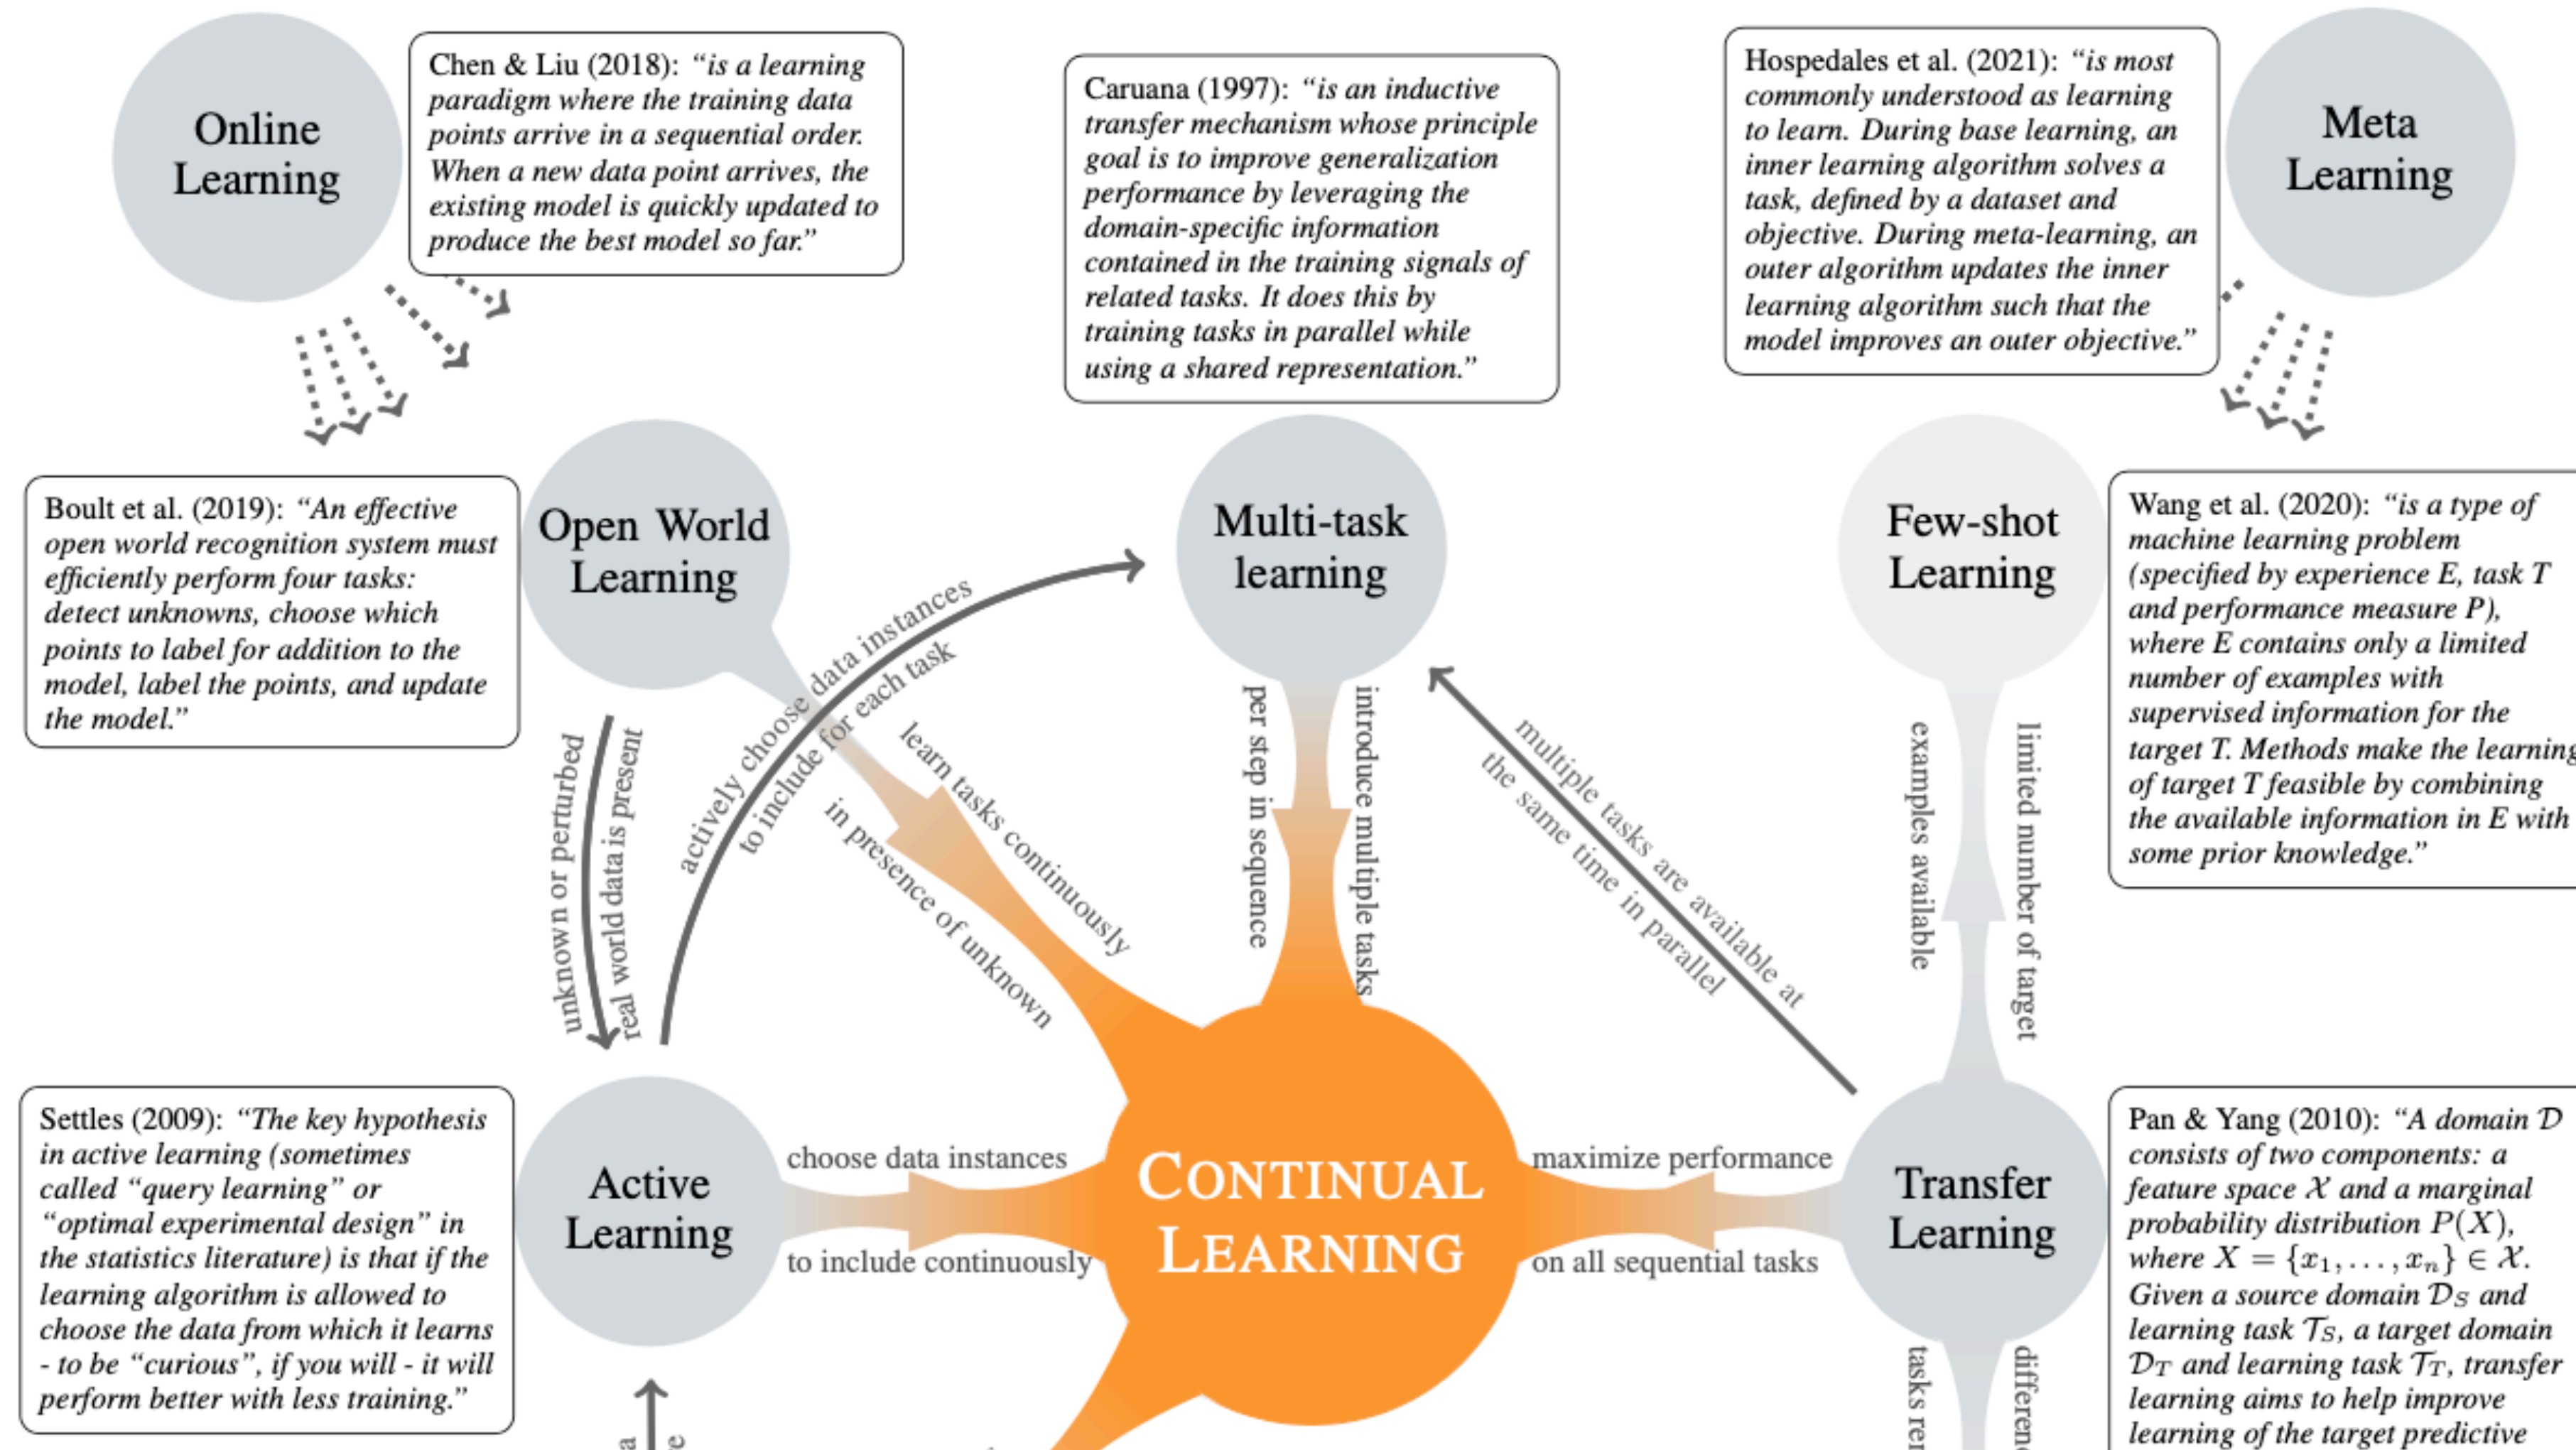 Online
Learning
Chen & Liu (2018): “is a learning
paradigm where the training data
points arrive in a sequential order.
When a new data point arrives, the
existing model is quickly updated to
produce the best model so far.”
Caruana (1997): “is an inductive
transfer mechanism whose principle
goal is to improve generalization
performance by leveraging the
domain-specific information
contained in the training signals of
related tasks. It does this by
training tasks in parallel while
using a shared representation.”
Hospedales et al. (2021): “is most
commonly understood as learning
to learn. During base learning, an
inner learning algorithm solves a
task, defined by a dataset and
objective. During meta-learning, an
outer algorithm updates the inner
learning algorithm such that the
model improves an outer objective.”
Meta
Learning
Boult et al. (2019): “An effective
open world recognition system must
efficiently perform four tasks:
detect unknowns, choose which
points to label for addition to the
model, label the points, and update
the model.”
Open World
Learning
Multi-task
learning
Few-shot
Learning
Wang et al. (2020): “is a type of
machine learning problem
(specified by experience E, task T
and performance measure P),
where E contains only a limited
number of examples with
supervised information for the
target T. Methods make the learning
of target T feasible by combining
the available information in E with
some prior knowledge.”
unknown or perturbed
real world data is present
actively choose data instances
to include for each task
learn tasks continuously
in presence of unknown
introduce multiple tasks
per step in sequence
multiple tasks are available at
the same time in parallel
limited number of target
examples available
Settles (2009): “The key hypothesis
in active learning (sometimes
called “query learning” or
“optimal experimental design” in
the statistics literature) is that if the
learning algorithm is allowed to
choose the data from which it learns
- to be “curious”, if you will - it will
perform better with less training.”
Active
Learning
choose data instances
to include continuously
CONTINUAL
LEARNING
maximize performance
on all sequential tasks
Transfer
Learning
Pan & Yang (2010): “A domain 𝒟
consists of two components: a
feature space 𝒳 and a marginal
probability distribution P(X),
where X = {x₁, . . . , xₙ} ∈ 𝒳.
Given a source domain 𝒟_S and
learning task 𝒯_S, a target domain
𝒟_T and learning task 𝒯_T, transfer
learning aims to help improve
learning of the target predictive
tasks